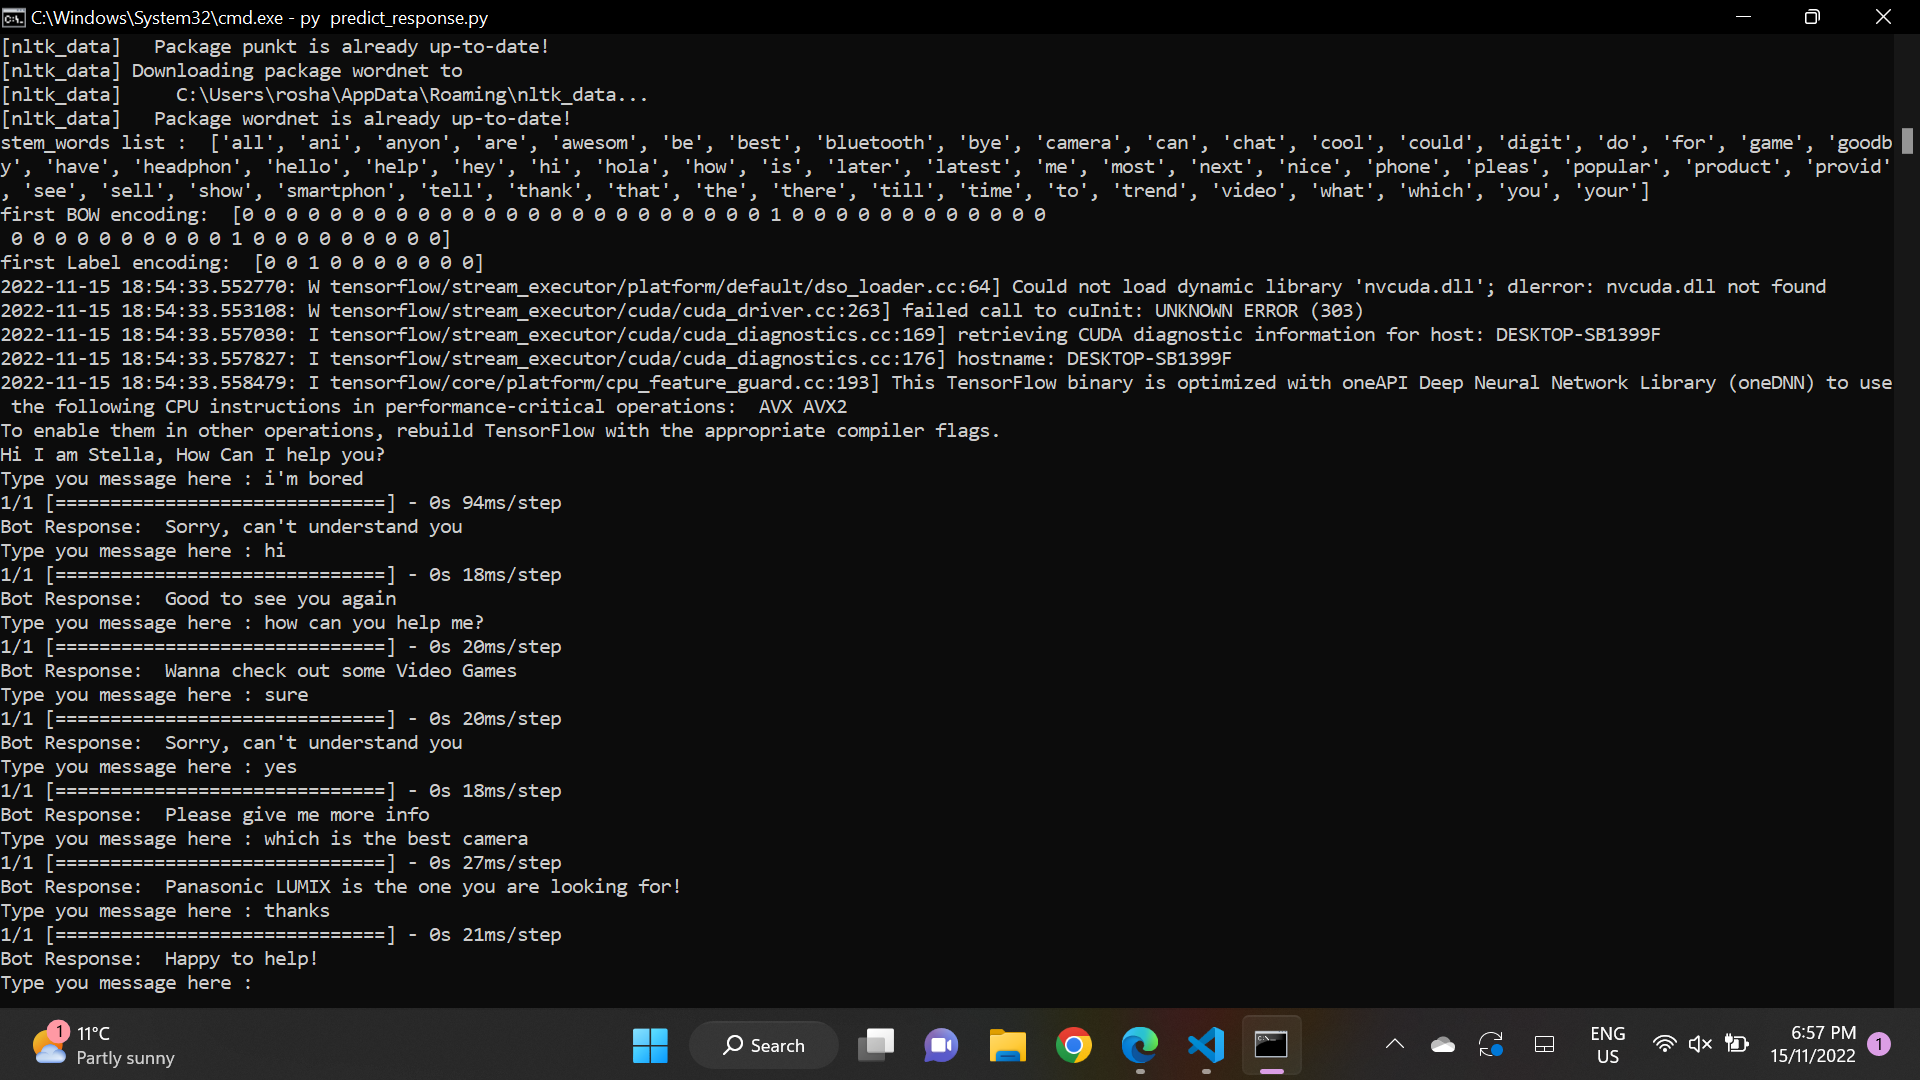 C:\Windows\System32\cmd.exe - py  predict_response.py
[nltk_data]   Package punkt is already up-to-date!
[nltk_data] Downloading package wordnet to
[nltk_data]     C:\Users\rosha\AppData\Roaming\nltk_data...
[nltk_data]   Package wordnet is already up-to-date!
stem_words list :  ['all', 'ani', 'anyon', 'are', 'awesom', 'be', 'best', 'bluetooth', 'bye', 'camera', 'can', 'chat', 'cool', 'could', 'digit', 'do', 'for', 'game', 'goodb
y', 'have', 'headphon', 'hello', 'help', 'hey', 'hi', 'hola', 'how', 'is', 'later', 'latest', 'me', 'most', 'next', 'nice', 'phone', 'pleas', 'popular', 'product', 'provid'
, 'see', 'sell', 'show', 'smartphon', 'tell', 'thank', 'that', 'the', 'there', 'till', 'time', 'to', 'trend', 'video', 'what', 'which', 'you', 'your']
first BOW encoding:  [0 0 0 0 0 0 0 0 0 0 0 0 0 0 0 0 0 0 0 0 0 0 0 0 1 0 0 0 0 0 0 0 0 0 0 0 0
 0 0 0 0 0 0 0 0 0 0 1 0 0 0 0 0 0 0 0 0]
first Label encoding:  [0 0 1 0 0 0 0 0 0 0]
2022-11-15 18:54:33.552770: W tensorflow/stream_executor/platform/default/dso_loader.cc:64] Could not load dynamic library 'nvcuda.dll'; dlerror: nvcuda.dll not found
2022-11-15 18:54:33.553108: W tensorflow/stream_executor/cuda/cuda_driver.cc:263] failed call to cuInit: UNKNOWN ERROR (303)
2022-11-15 18:54:33.557030: I tensorflow/stream_executor/cuda/cuda_diagnostics.cc:169] retrieving CUDA diagnostic information for host: DESKTOP-SB1399F
2022-11-15 18:54:33.557827: I tensorflow/stream_executor/cuda/cuda_diagnostics.cc:176] hostname: DESKTOP-SB1399F
2022-11-15 18:54:33.558479: I tensorflow/core/platform/cpu_feature_guard.cc:193] This TensorFlow binary is optimized with oneAPI Deep Neural Network Library (oneDNN) to use
 the following CPU instructions in performance-critical operations:  AVX AVX2
To enable them in other operations, rebuild TensorFlow with the appropriate compiler flags.
Hi I am Stella, How Can I help you?
Type you message here : i'm bored
1/1 [==============================] - 0s 94ms/step
Bot Response:  Sorry, can't understand you
Type you message here : hi
1/1 [==============================] - 0s 18ms/step
Bot Response:  Good to see you again
Type you message here : how can you help me?
1/1 [==============================] - 0s 20ms/step
Bot Response:  Wanna check out some Video Games
Type you message here : sure
1/1 [==============================] - 0s 20ms/step
Bot Response:  Sorry, can't understand you
Type you message here : yes
1/1 [==============================] - 0s 18ms/step
Bot Response:  Please give me more info
Type you message here : which is the best camera
1/1 [==============================] - 0s 27ms/step
Bot Response:  Panasonic LUMIX is the one you are looking for!
Type you message here : thanks
1/1 [==============================] - 0s 21ms/step
Bot Response:  Happy to help!
Type you message here :
1
11°C
Partly sunny
Search
ENG
US
6:57 PM
15/11/2022
1